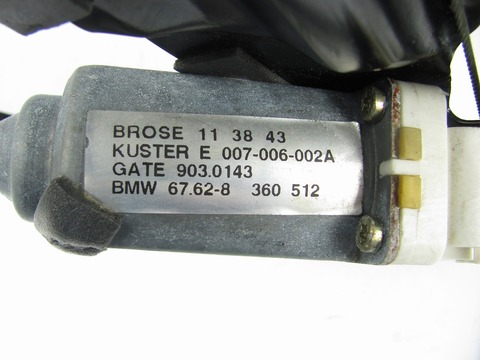 BROSE 11 38 43
KUSTER E 007-006-002A
GATE 903.0143
BMW 67.62-8 360 512